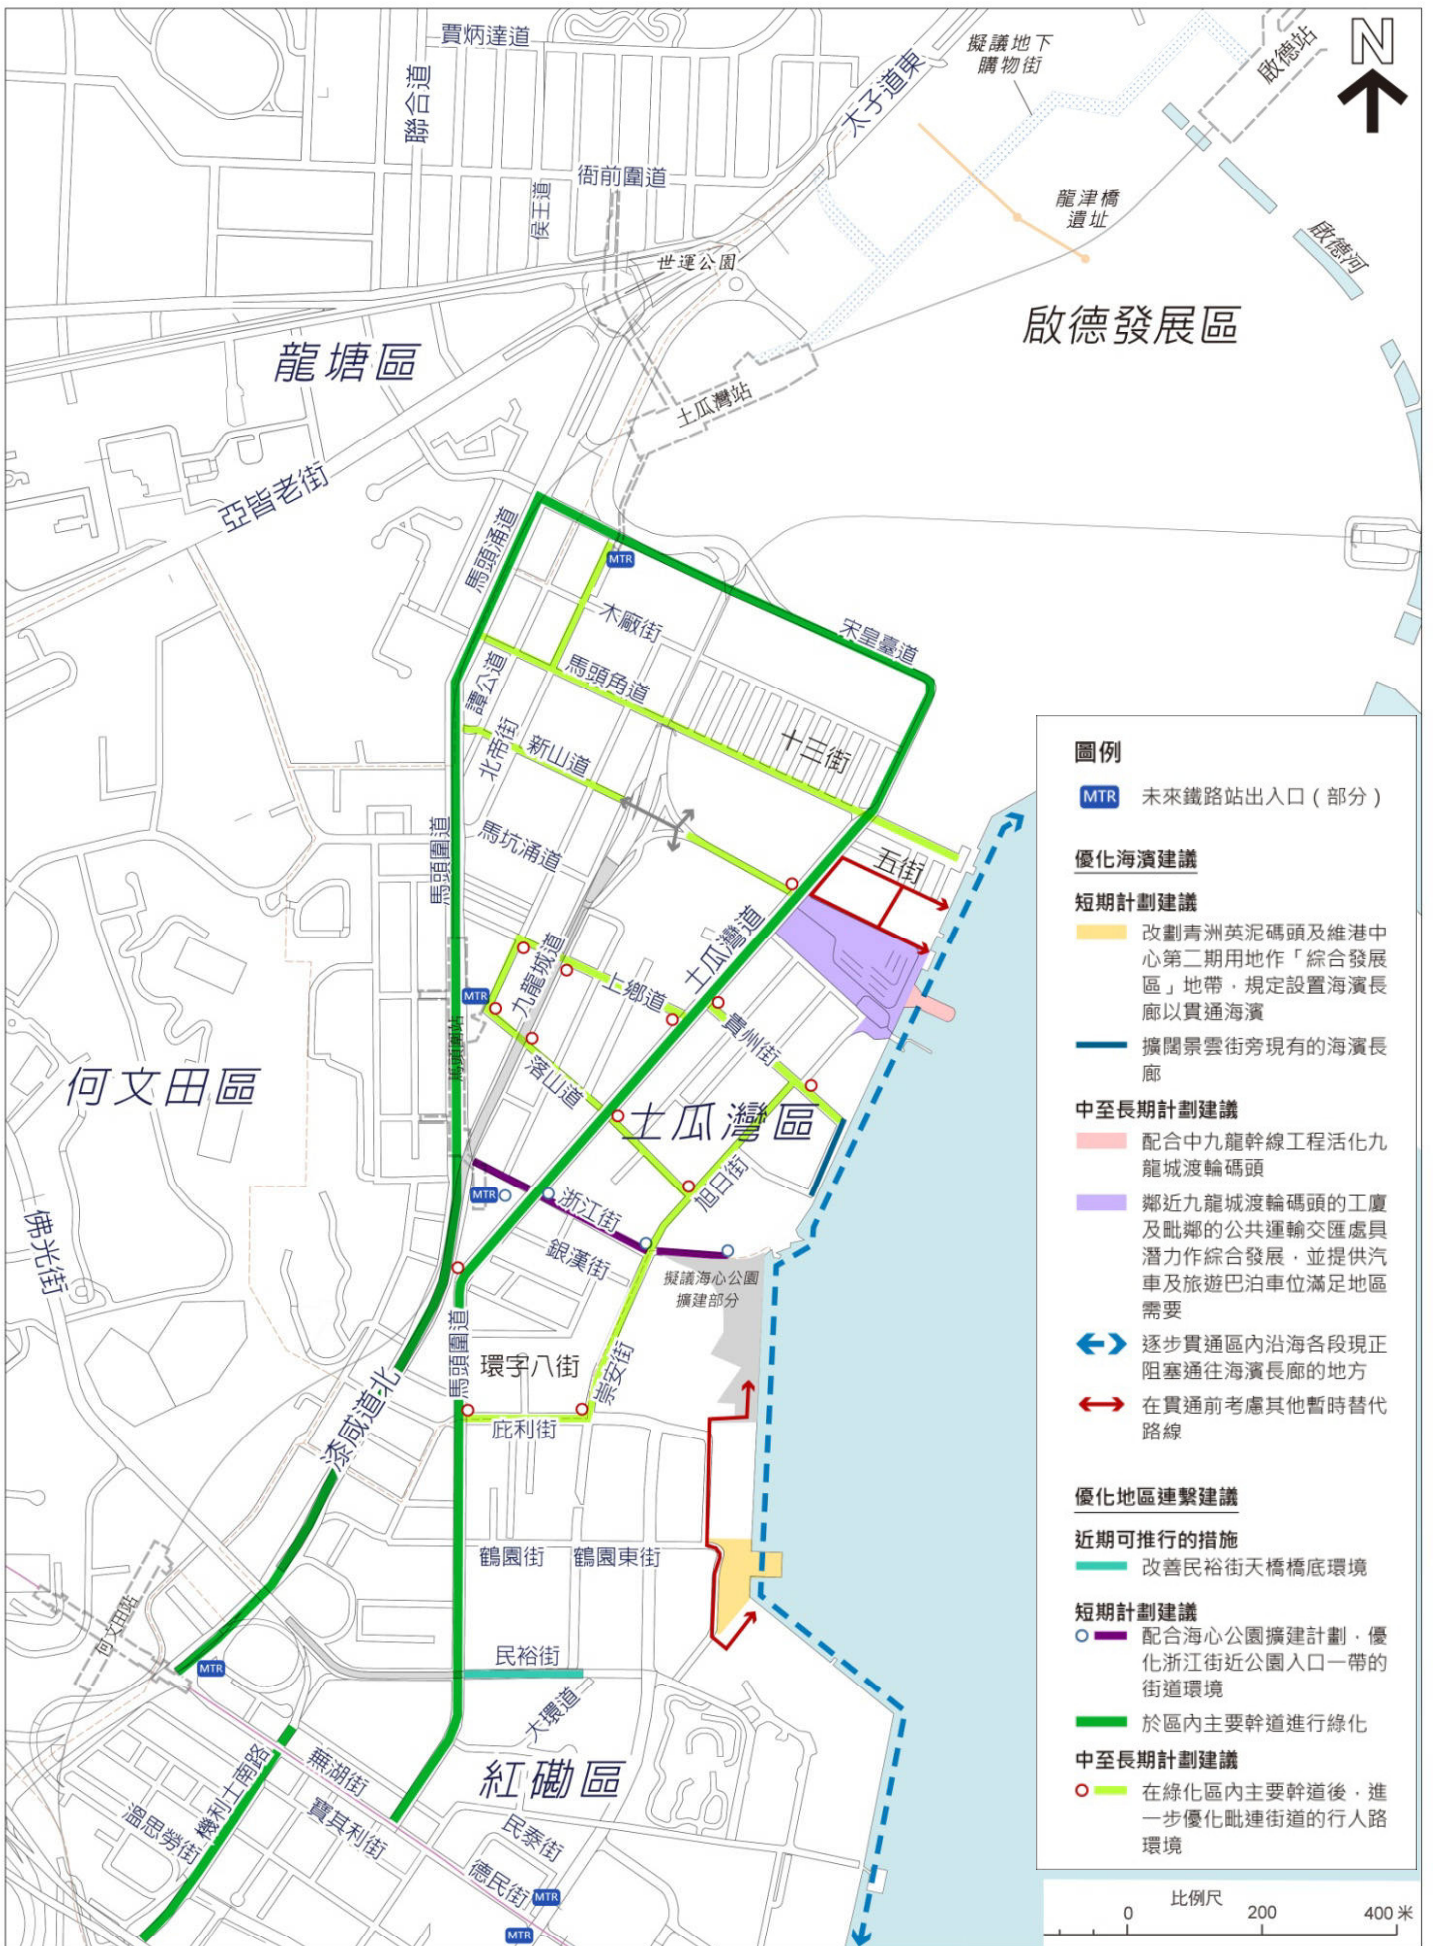 賈炳達道
聯合道
太子道東
擬議地下
購物街
啟德站
N
衙前圍道
侯王道
龍津橋
遺址
啟德河
世運公園
啟德發展區
龍塘區
土瓜灣站
亞皆老街
馬頭涌道
MTR
木廠街
宋皇臺道
馬頭角道
譚公道
北帝街
新山道
十三街
馬頭圍道
馬坑涌道
五街
九龍城道
土瓜灣道
上鄉道
MTR
貴州街
馬頭圍站
落山道
何文田區
土瓜灣區
旭日街
MTR
浙江街
銀漢街
佛光街
擬議海心公園
擴建部分
馬頭圍道
環字八街
崇安街
漆咸道北
庇利街
鶴園街
鶴園東街
何文田站
MTR
民裕街
大環道
紅磡區
蕪湖街
機利士南路
溫思勞街
寶其利街
民泰街
德民街
MTR
MTR
圖例
MTR 未來鐵路站出入口（部分）
優化海濱建議
短期計劃建議
改劃青洲英泥碼頭及維港中
心第二期用地作「綜合發展
區」地帶，規定設置海濱長
廊以貫通海濱
擴闊景雲街旁現有的海濱長
廊
中至長期計劃建議
配合中九龍幹線工程活化九
龍城渡輪碼頭
鄰近九龍城渡輪碼頭的工廈
及毗鄰的公共運輸交匯處具
潛力作綜合發展，並提供汽
車及旅遊巴泊車位滿足地區
需要
逐步貫通區內沿海各段現正
阻塞通往海濱長廊的地方
在貫通前考慮其他暫時替代
路線
優化地區連繫建議
近期可推行的措施
改善民裕街天橋橋底環境
短期計劃建議
配合海心公園擴建計劃，優
化浙江街近公園入口一帶的
街道環境
於區內主要幹道進行綠化
中至長期計劃建議
在綠化區內主要幹道後，進
一步優化毗連街道的行人路
環境
比例尺
0 200 400 米